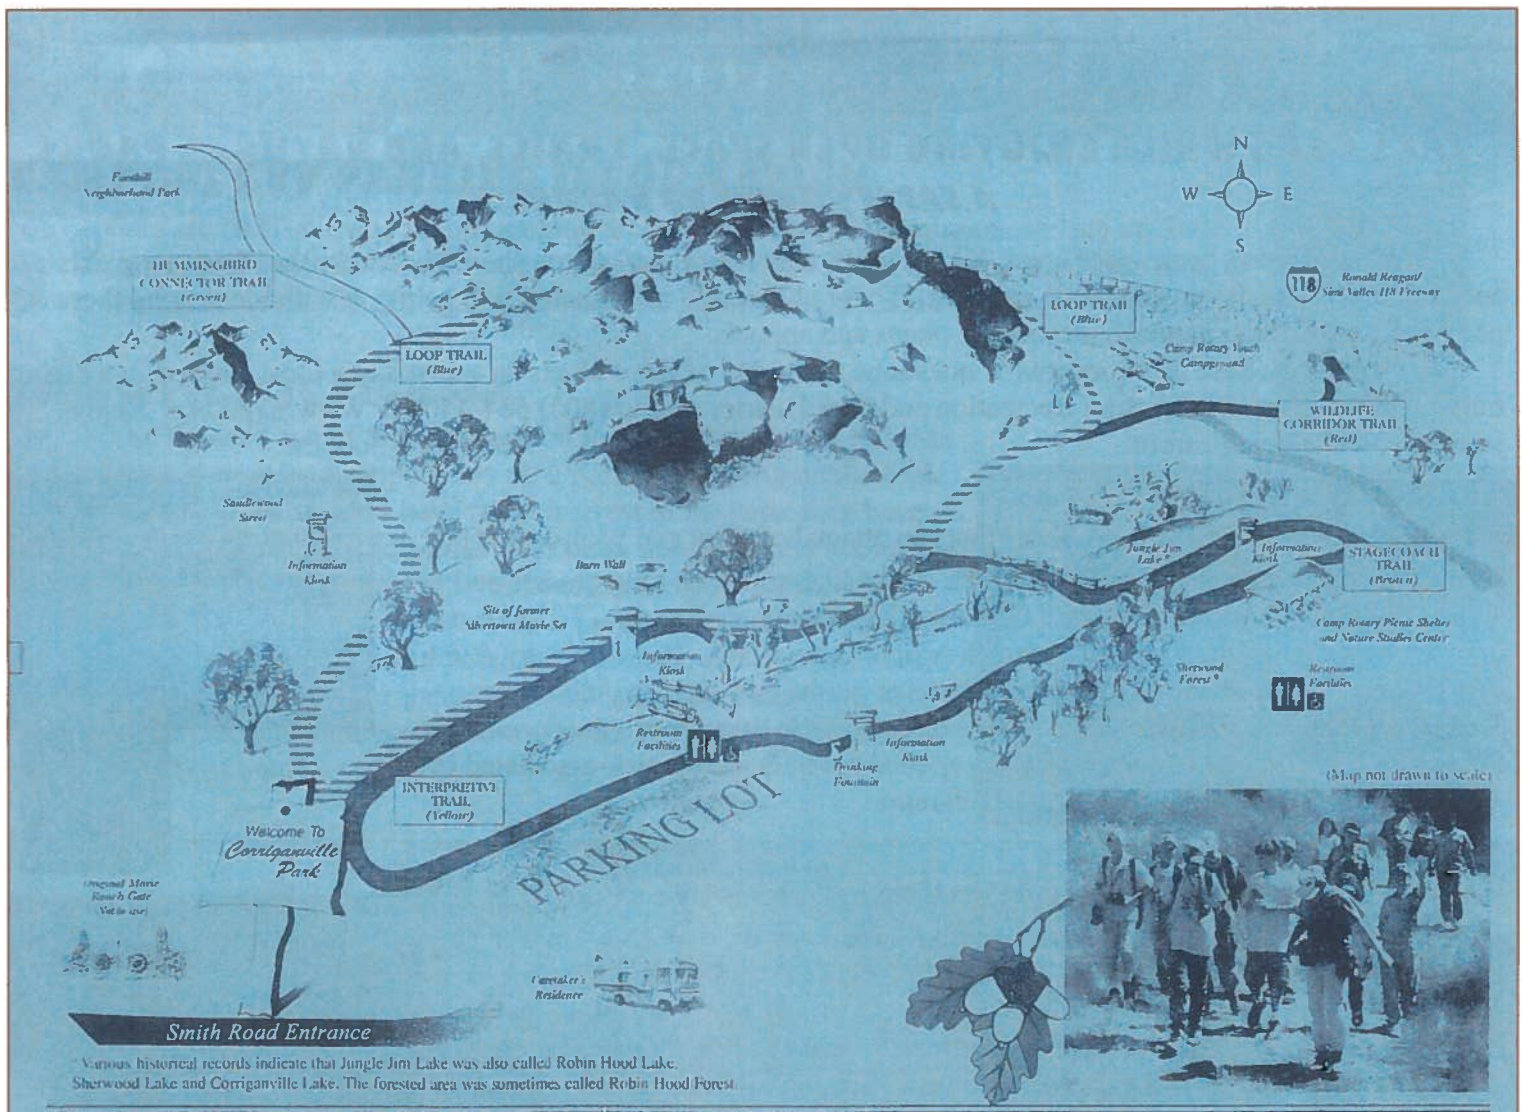 N
W E
S
Foothill
Neighborhood Park
HUMMINGBIRD
CONNECTOR TRAIL
(Green)
118
Ronald Reagan/
Simi Valley 118 Freeway
LOOP TRAIL
(Blue)
LOOP TRAIL
(Blue)
Camp Rotary Youth
Campground
WILDLIFE
CORRIDOR TRAIL
(Red)
Sandlewood
Street
Information
Kiosk
Barn Wall
Jungle Jim
Lake*
Information
Kiosk
STAGECOACH
TRAIL
(Brown)
Site of former
Silvertown Movie Set
Camp Rotary Picnic Shelter
and Nature Studies Center
Information
Kiosk
Sherwood
Forest*
Restroom
Facilities
Restroom
Facilities
Information
Kiosk
Drinking
Fountain
(Map not drawn to scale)
INTERPRETIVE
TRAIL
(Yellow)
PARKING LOT
Welcome To
Corriganville
Park
Original Movie
Ranch Gate
Caretaker's
Residence
Smith Road Entrance
* Various historical records indicate that Jungle Jim Lake was also called Robin Hood Lake,
Sherwood Lake and Corriganville Lake. The forested area was sometimes called Robin Hood Forest.